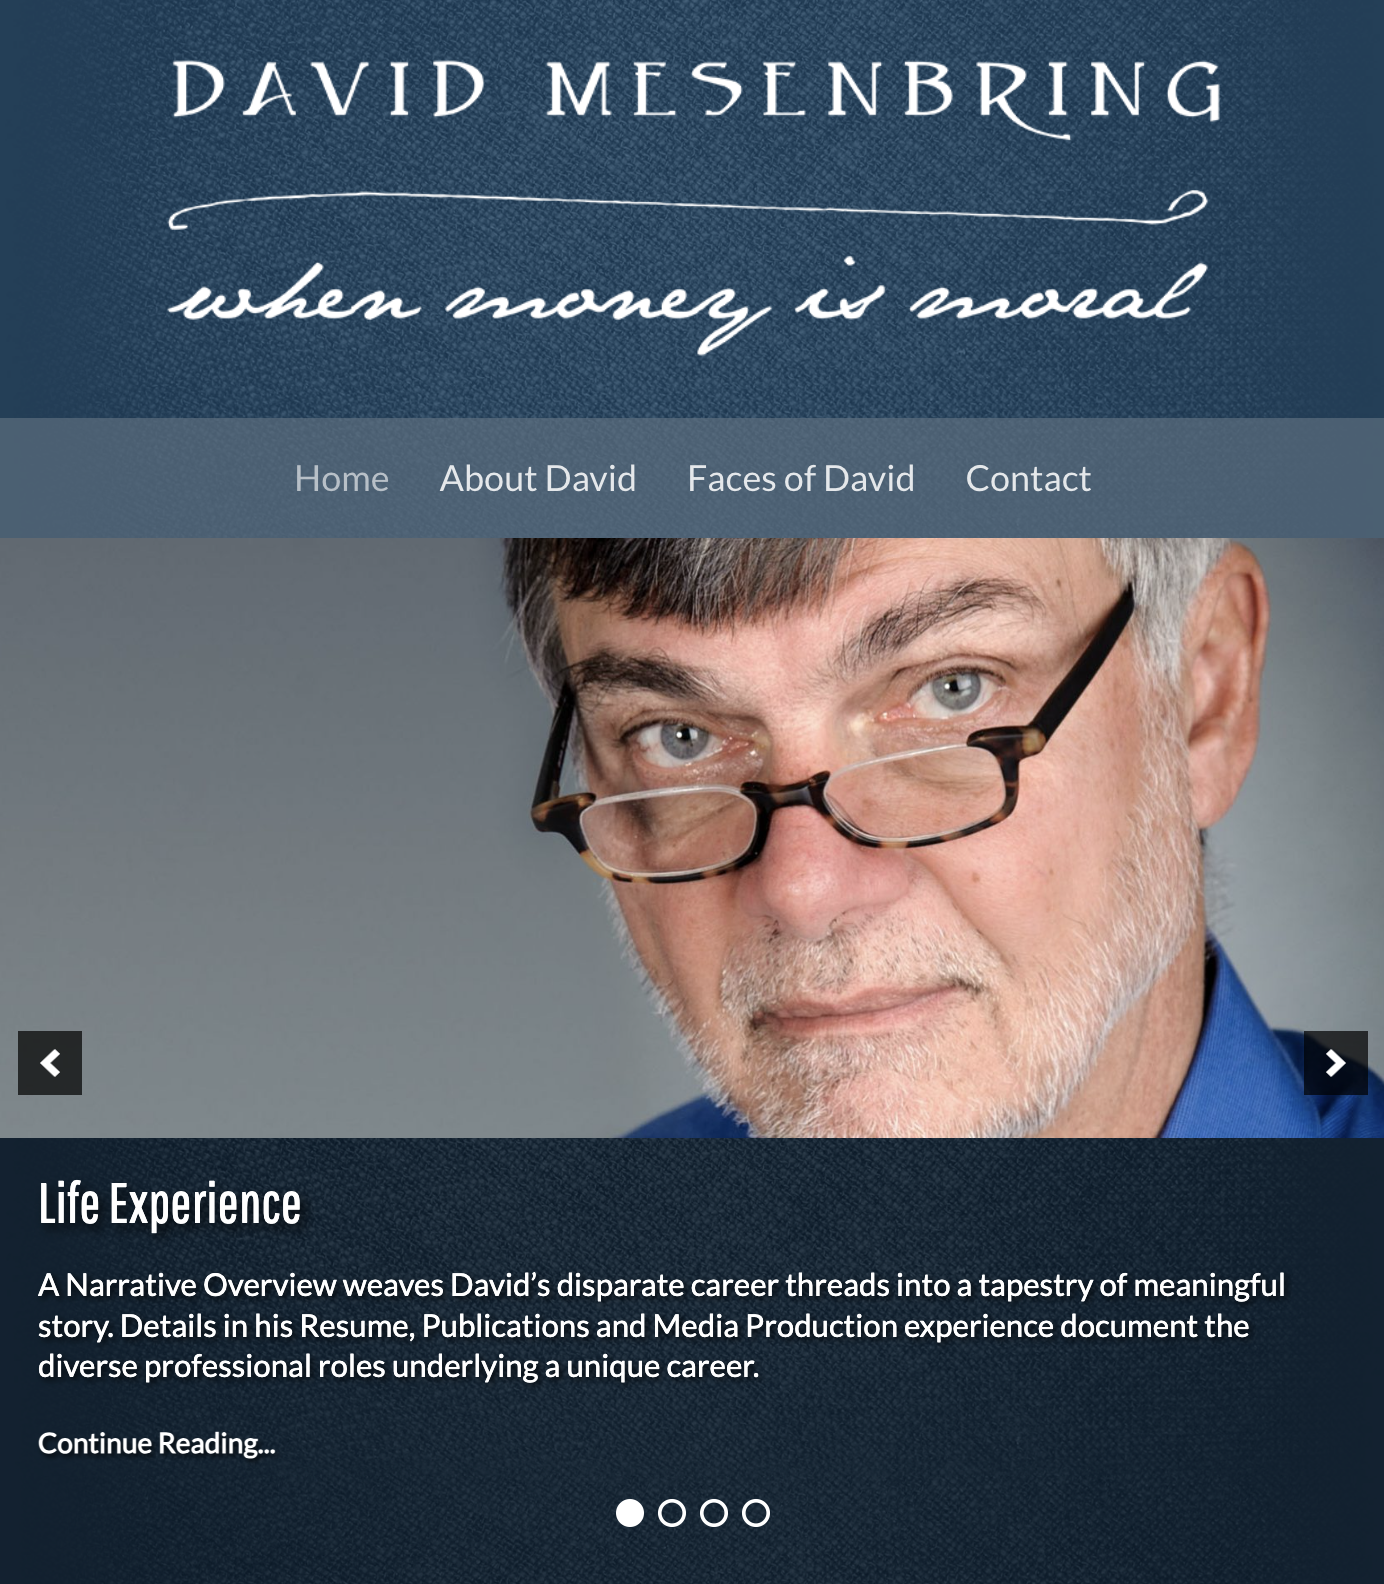 DAVID MESENBRING
when money is moral
Home About David Faces of David Contact
Life Experience
A Narrative Overview weaves David’s disparate career threads into a tapestry of meaningful
story. Details in his Resume, Publications and Media Production experience document the
diverse professional roles underlying a unique career.
Continue Reading...